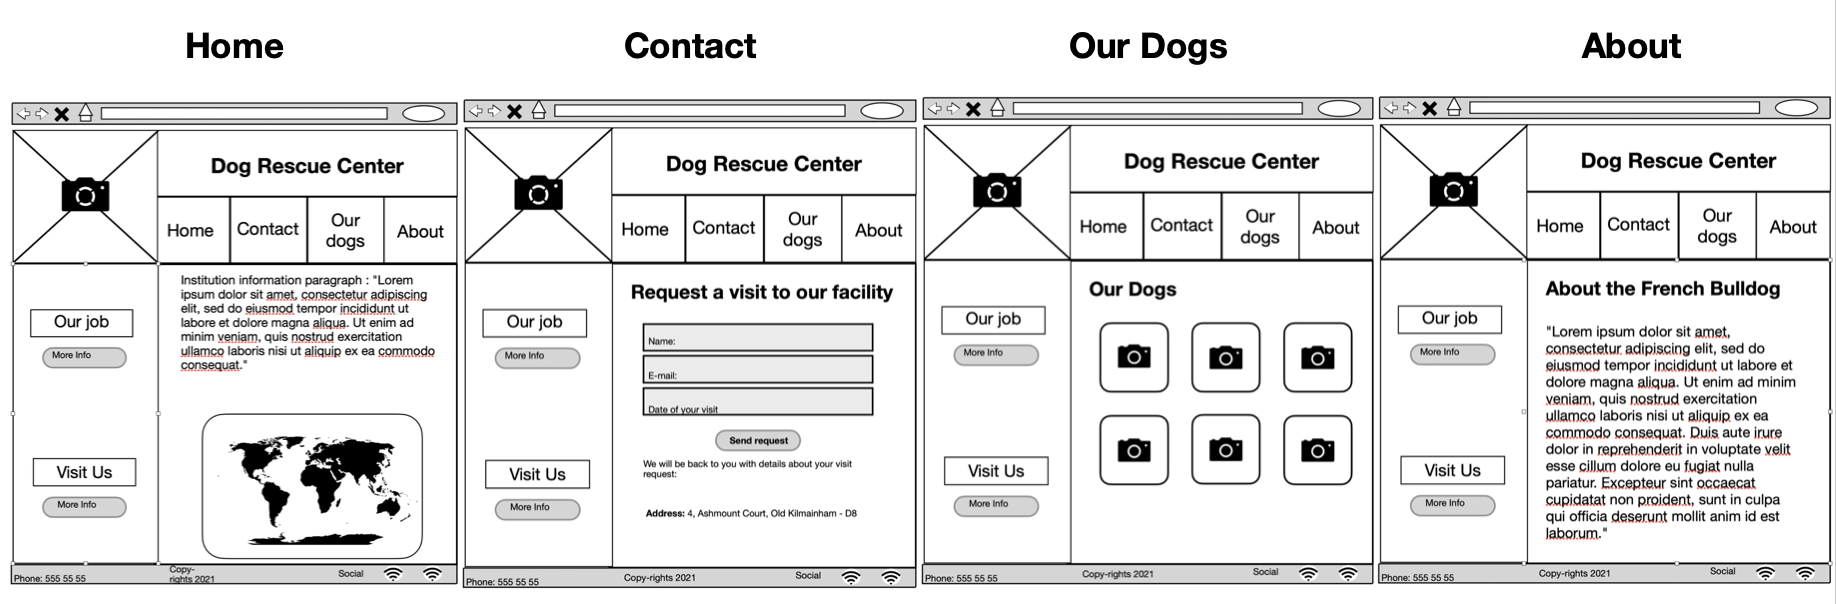 Home
Contact
Our Dogs
About
Dog Rescue Center
Home
Contact
Our
dogs
About
Our job
More Info
Visit Us
More Info
Institution information paragraph : "Lorem
ipsum dolor sit amet, consectetur adipiscing
elit, sed do eiusmod tempor incididunt ut
labore et dolore magna aliqua. Ut enim ad
minim veniam, quis nostrud exercitation
ullamco laboris nisi ut aliquip ex ea commodo
consequat."
Phone: 555 55 55
Copy-
rights 2021
Social
Dog Rescue Center
Home
Contact
Our
dogs
About
Our job
More Info
Visit Us
More Info
Request a visit to our facility
Name:
E-mail:
Date of your visit
Send request
We will be back to you with details about your visit
request:
Address: 4, Ashmount Court, Old Kilmainham - D8
Phone: 555 55 55
Copy-rights 2021
Social
Dog Rescue Center
Home
Contact
Our
dogs
About
Our job
More Info
Visit Us
More Info
Our Dogs
Phone: 555 55 55
Copy-rights 2021
Social
Dog Rescue Center
Home
Contact
Our
dogs
About
Our job
More Info
Visit Us
More Info
About the French Bulldog
"Lorem ipsum dolor sit amet,
consectetur adipiscing elit, sed do
eiusmod tempor incididunt ut labore et
dolore magna aliqua. Ut enim ad minim
veniam, quis nostrud exercitation
ullamco laboris nisi ut aliquip ex ea
commodo consequat. Duis aute irure
dolor in reprehenderit in voluptate velit
esse cillum dolore eu fugiat nulla
pariatur. Excepteur sint occaecat
cupidatat non proident, sunt in culpa
qui officia deserunt mollit anim id est
laborum."
Phone: 555 55 55
Copy-rights 2021
Social